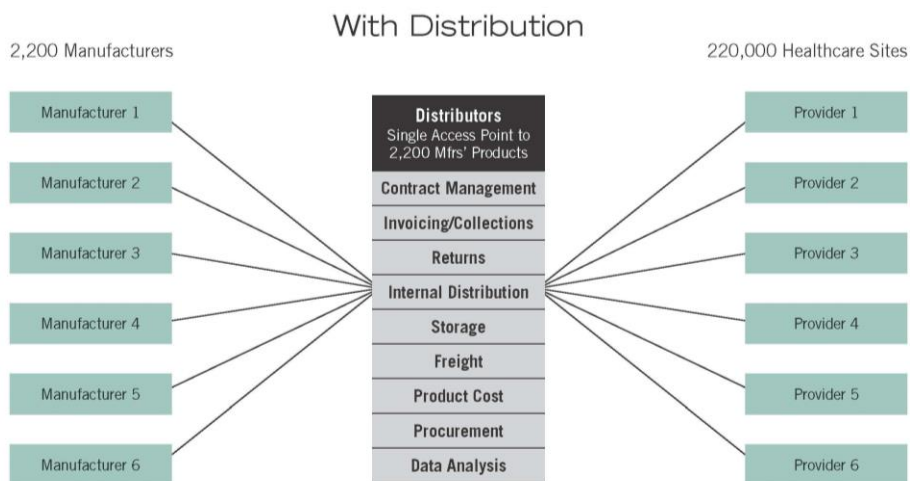 With Distribution
2,200 Manufacturers
220,000 Healthcare Sites
Manufacturer 1
Manufacturer 2
Manufacturer 3
Manufacturer 4
Manufacturer 5
Manufacturer 6
Distributors
Single Access Point to
2,200 Mfrs' Products
Contract Management
Invoicing/Collections
Returns
Internal Distribution
Storage
Freight
Product Cost
Procurement
Data Analysis
Provider 1
Provider 2
Provider 3
Provider 4
Provider 5
Provider 6